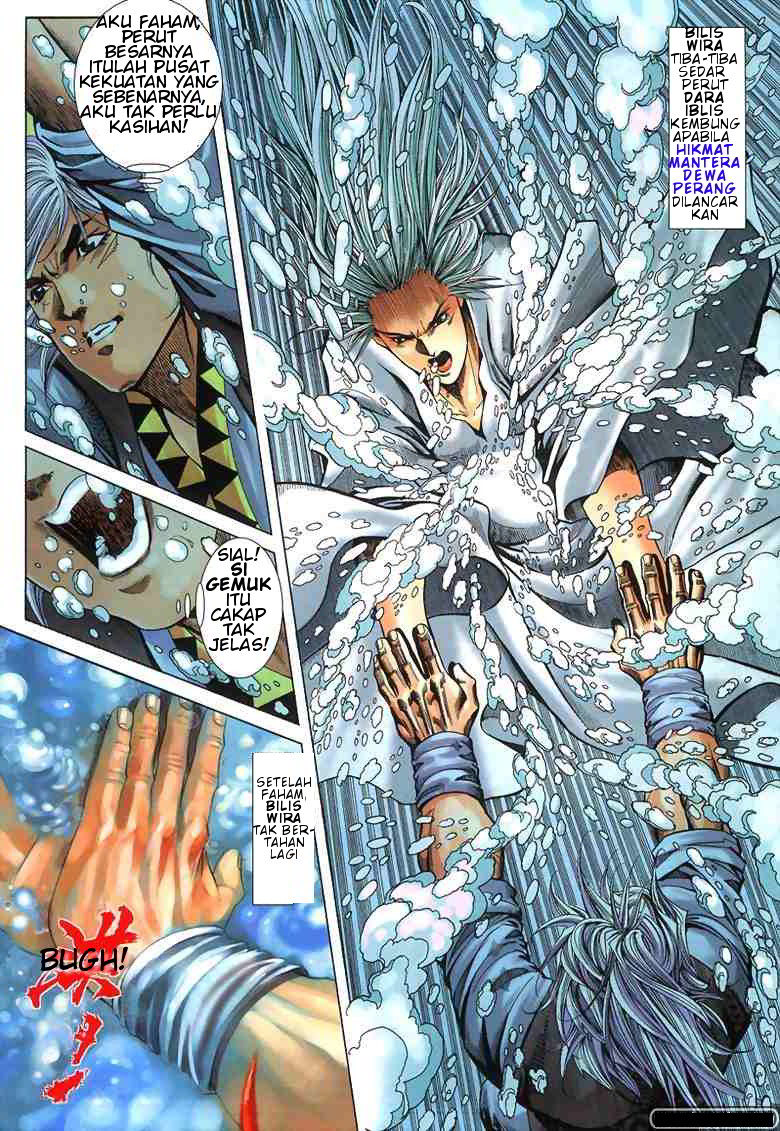 AKU FAHAM,
PERUT
BESARNYA
ITULAH PUSAT
KEKUATAN YANG
SEBENARNYA,
AKU TAK PERLU
KASIHAN!
BILIS
WIRA
TIBA-TIBA
SEDAR
PERUT
DARA
IBLIS
KEMBUNG
APABILA
HIKMAT
MANTERA
DEWA
PERANG
DILANCAR
KAN
SIAL!
SI
GEMUK
ITU
CAKAP
TAK
JELAS!
SETELAH
FAHAM,
BILIS
WIRA
TAK BER-
TAHAN
LAGI
BUGH!